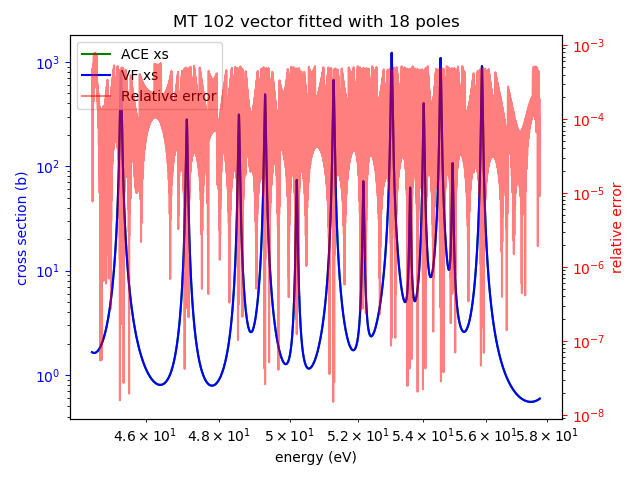 MT 102 vector fitted with 18 poles
ACE xs
VF xs
Relative error
cross section (b)
10³
10²
10¹
10⁰
relative error
10⁻³
10⁻⁴
10⁻⁵
10⁻⁶
10⁻⁷
10⁻⁸
4.6 × 10¹ 4.8 × 10¹ 5 × 10¹ 5.2 × 10¹ 5.4 × 10¹ 5.6 × 10¹ 5.8 × 10¹
energy (eV)